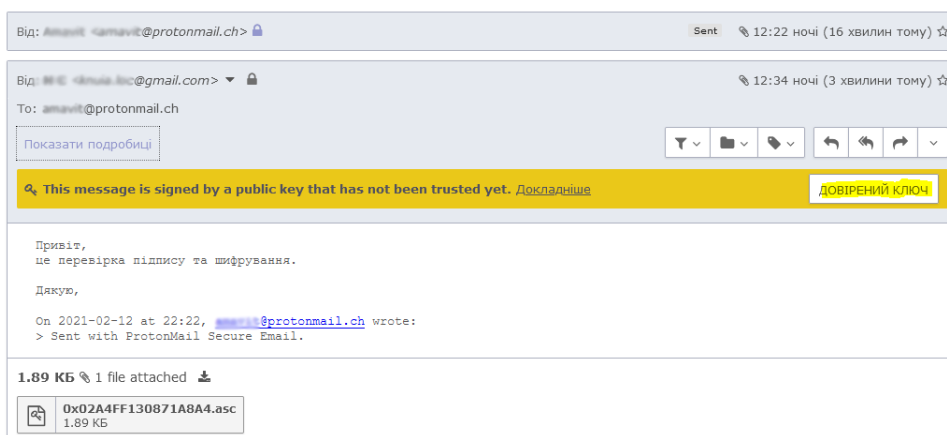 Від: @protonmail.ch> Sent 12:22 ночі (16 хвилин тому)
Від: @gmail.com> 12:34 ночі (3 хвилини тому)
To: @protonmail.ch
Показати подробиці
This message is signed by a public key that has not been trusted yet. Докладніше ДОВІРЕНИЙ КЛЮЧ
Привіт,
це перевірка підпису та шифрування.
Дякую,
On 2021-02-12 at 22:22, @protonmail.ch wrote:
> Sent with ProtonMail Secure Email.
1.89 КБ 1 file attached
0x02A4FF130871A8A4.asc
1.89 КБ